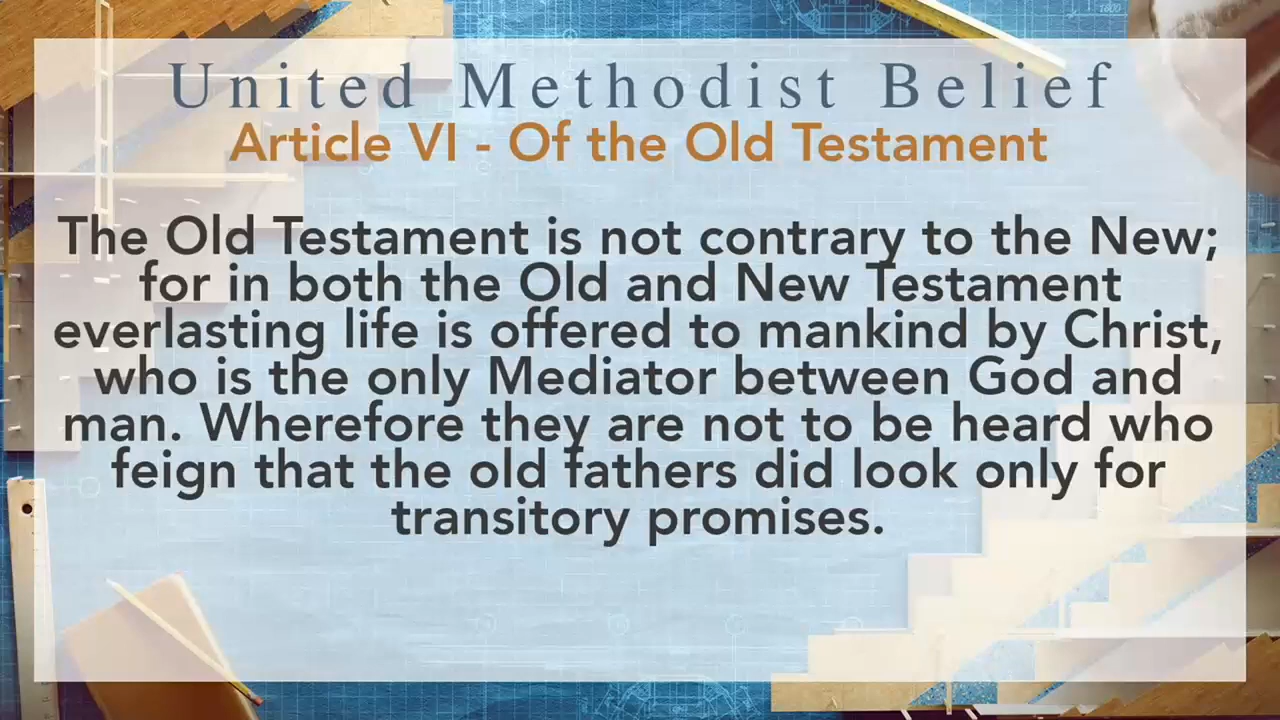 United Methodist Belief
Article VI - Of the Old Testament
The Old Testament is not contrary to the New;
for in both the Old and New Testament
everlasting life is offered to mankind by Christ,
who is the only Mediator between God and
man. Wherefore they are not to be heard who
feign that the old fathers did look only for
transitory promises.